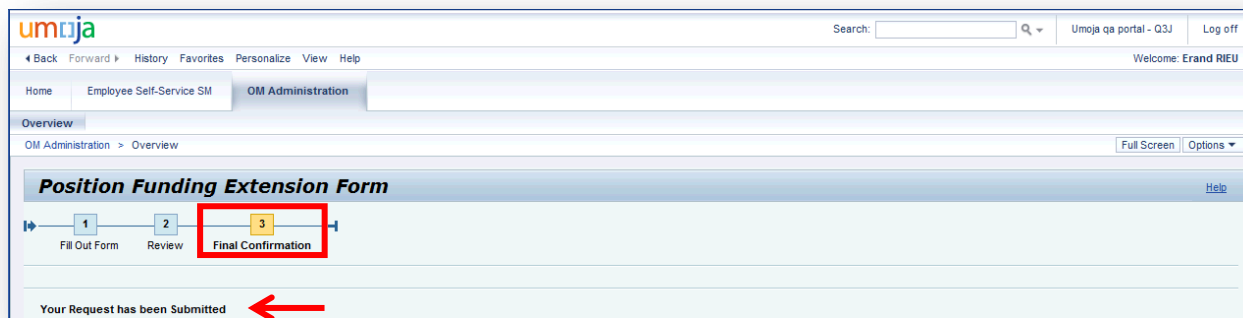 umoja
Search: Umoja qa portal - Q3J Log off
Back Forward History Favorites Personalize View Help Welcome: Erand RIEU
Home Employee Self-Service SM OM Administration
Overview
OM Administration > Overview Full Screen Options
Position Funding Extension Form Help
1 2 3
Fill Out Form Review Final Confirmation
Your Request has been Submitted